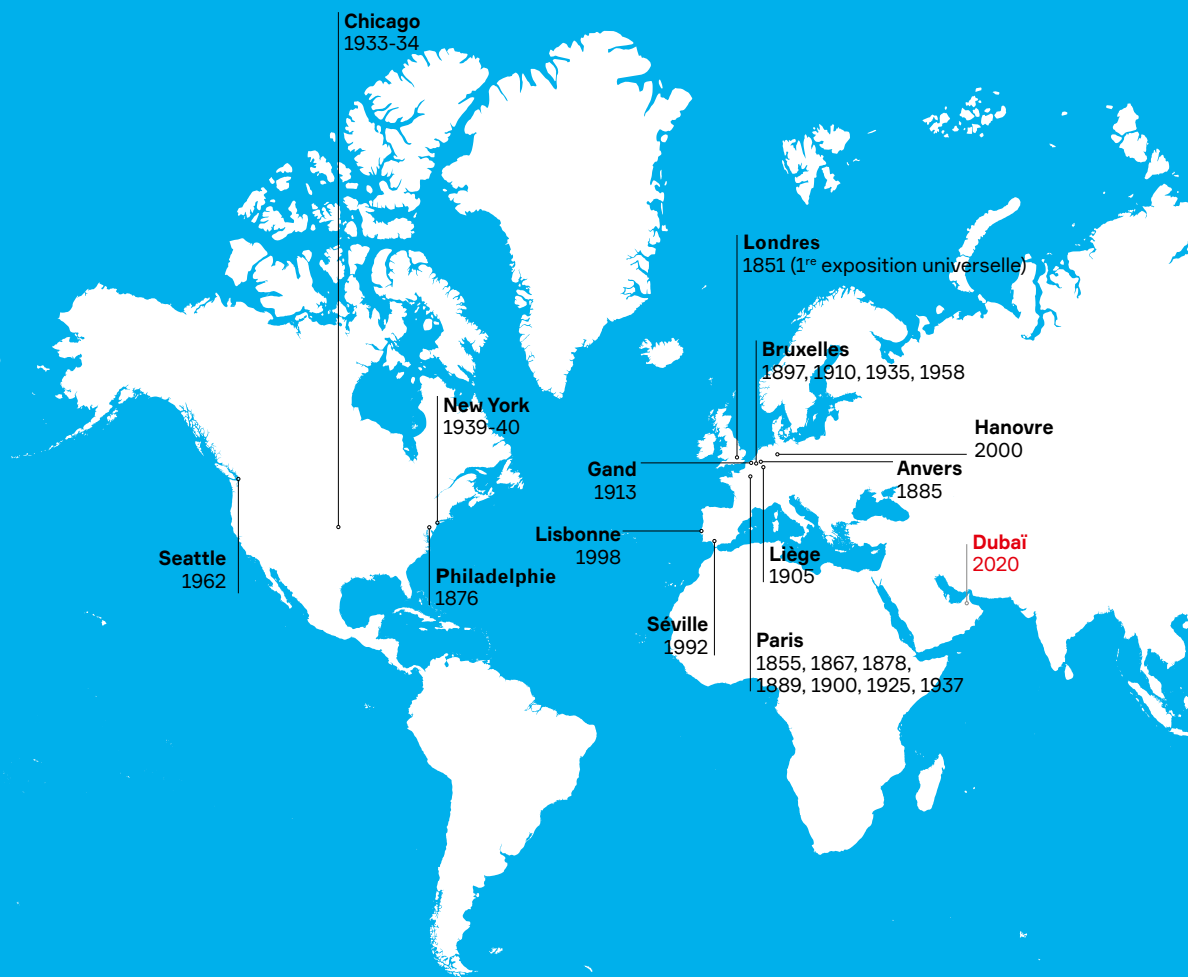 Chicago
1933-34
Londres
1851 (1re exposition universelle)
Bruxelles
1897, 1910, 1935, 1958
New York
1939-40
Hanovre
2000
Gand
1913
Anvers
1885
Lisbonne
1998
Dubaï
2020
Seattle
1962
Liège
1905
Philadelphie
1876
Séville
1992
Paris
1855, 1867, 1878,
1889, 1900, 1925, 1937